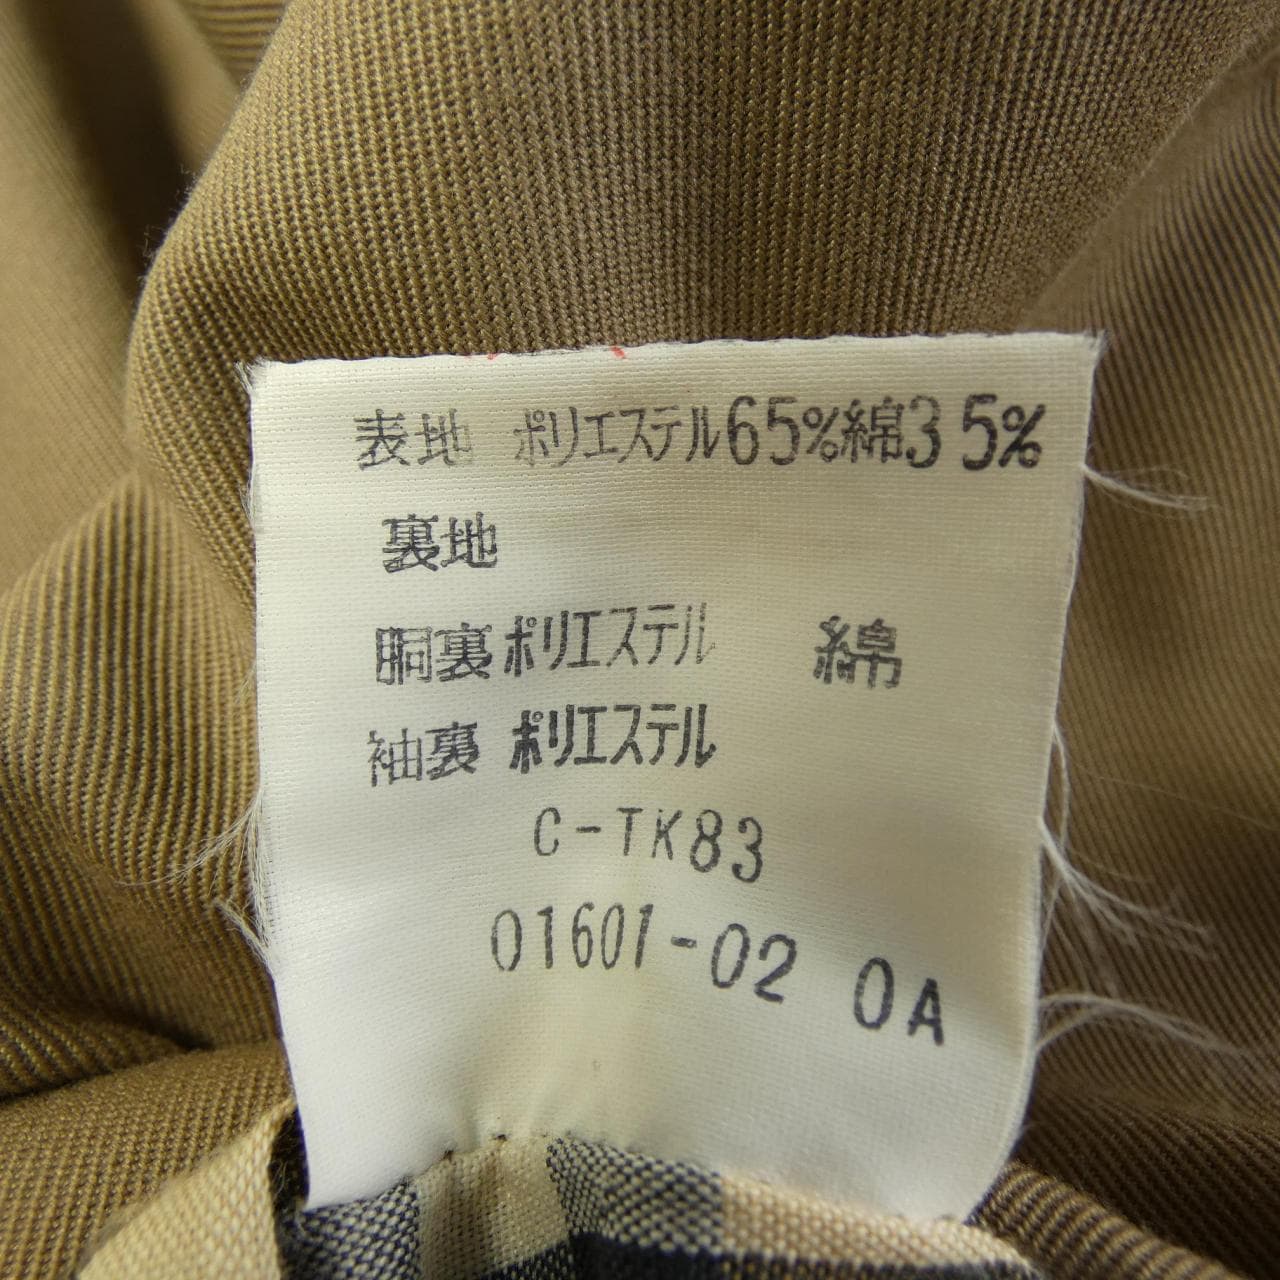 表地 ポリエステル65%綿35%
裏地
胴裏ポリエステル 綿
袖裏 ポリエステル
C-TK83
01601-02 0A